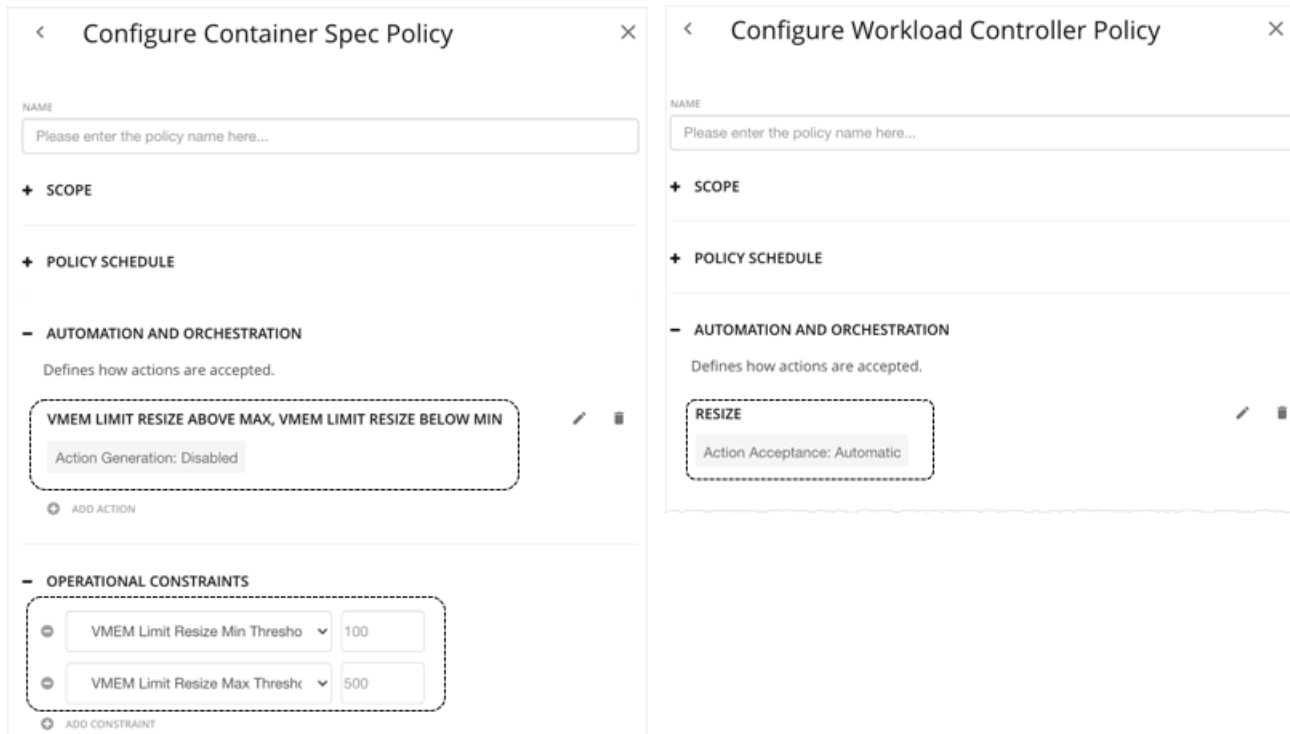 Configure Container Spec Policy
NAME
Please enter the policy name here...
SCOPE
POLICY SCHEDULE
AUTOMATION AND ORCHESTRATION
Defines how actions are accepted.
VMEM LIMIT RESIZE ABOVE MAX, VMEM LIMIT RESIZE BELOW MIN
Action Generation: Disabled
ADD ACTION
OPERATIONAL CONSTRAINTS
VMEM Limit Resize Min Thresho 100
VMEM Limit Resize Max Thresho 500
ADD CONSTRAINT
Configure Workload Controller Policy
NAME
Please enter the policy name here...
SCOPE
POLICY SCHEDULE
AUTOMATION AND ORCHESTRATION
Defines how actions are accepted.
RESIZE
Action Acceptance: Automatic